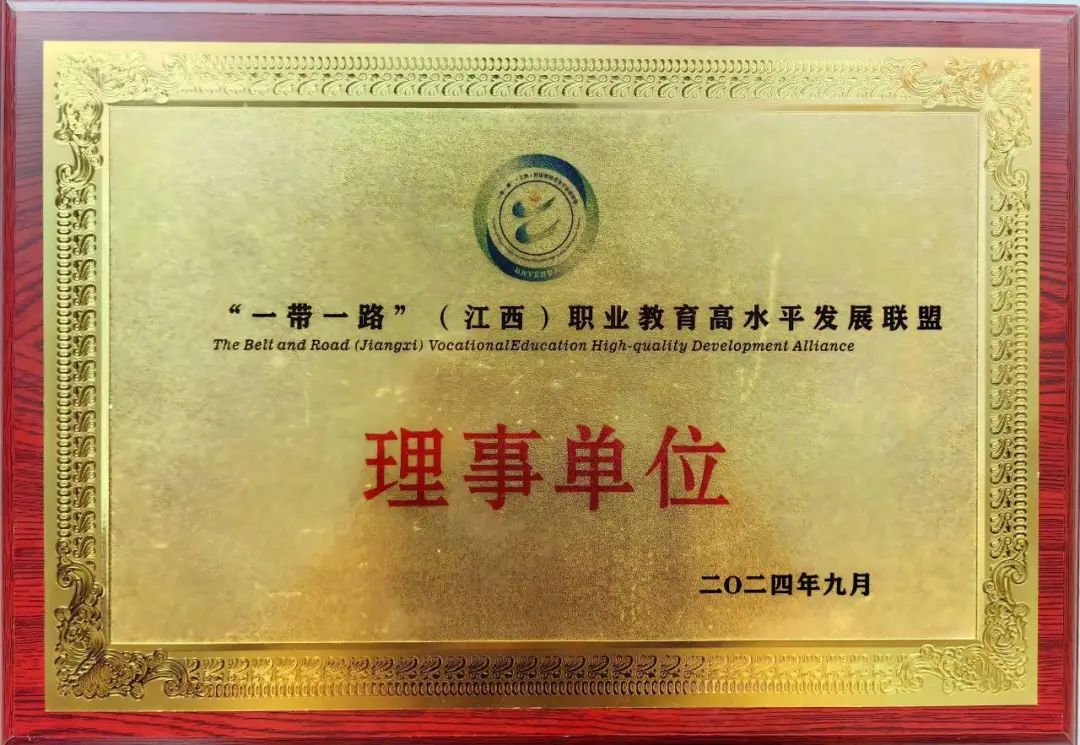 “一带一路”（江西）职业教育高水平发展联盟
The Belt and Road (Jiangxi) VocationalEducation High-quality Development Alliance
理事单位
二〇二四年九月